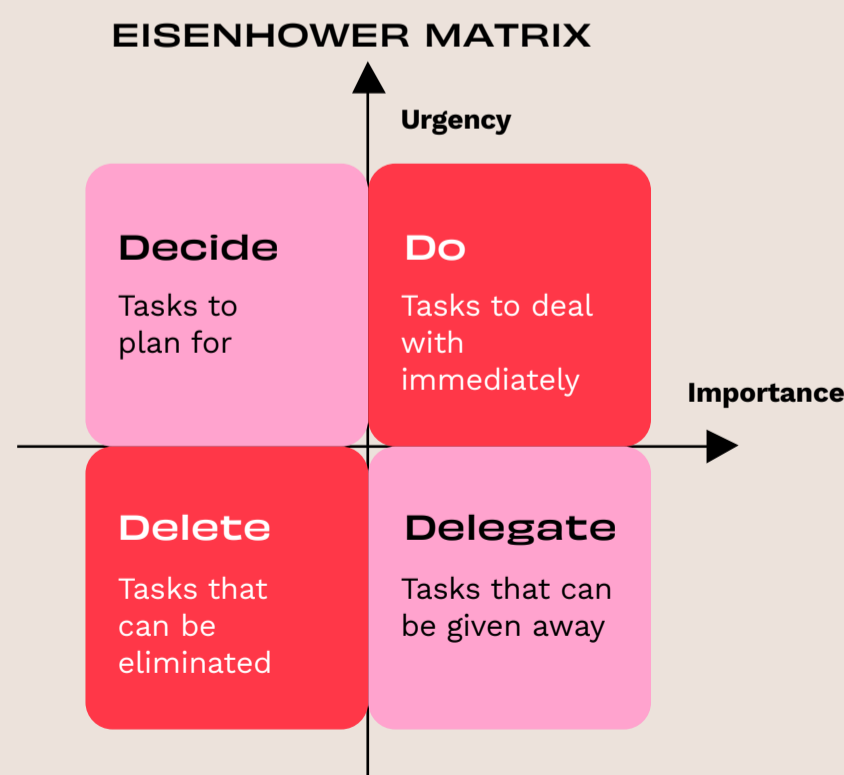 EISENHOWER MATRIX
Urgency
Decide
Tasks to
plan for
Do
Tasks to deal
with
immediately
Importance
Delete
Tasks that
can be
eliminated
Delegate
Tasks that can
be given away